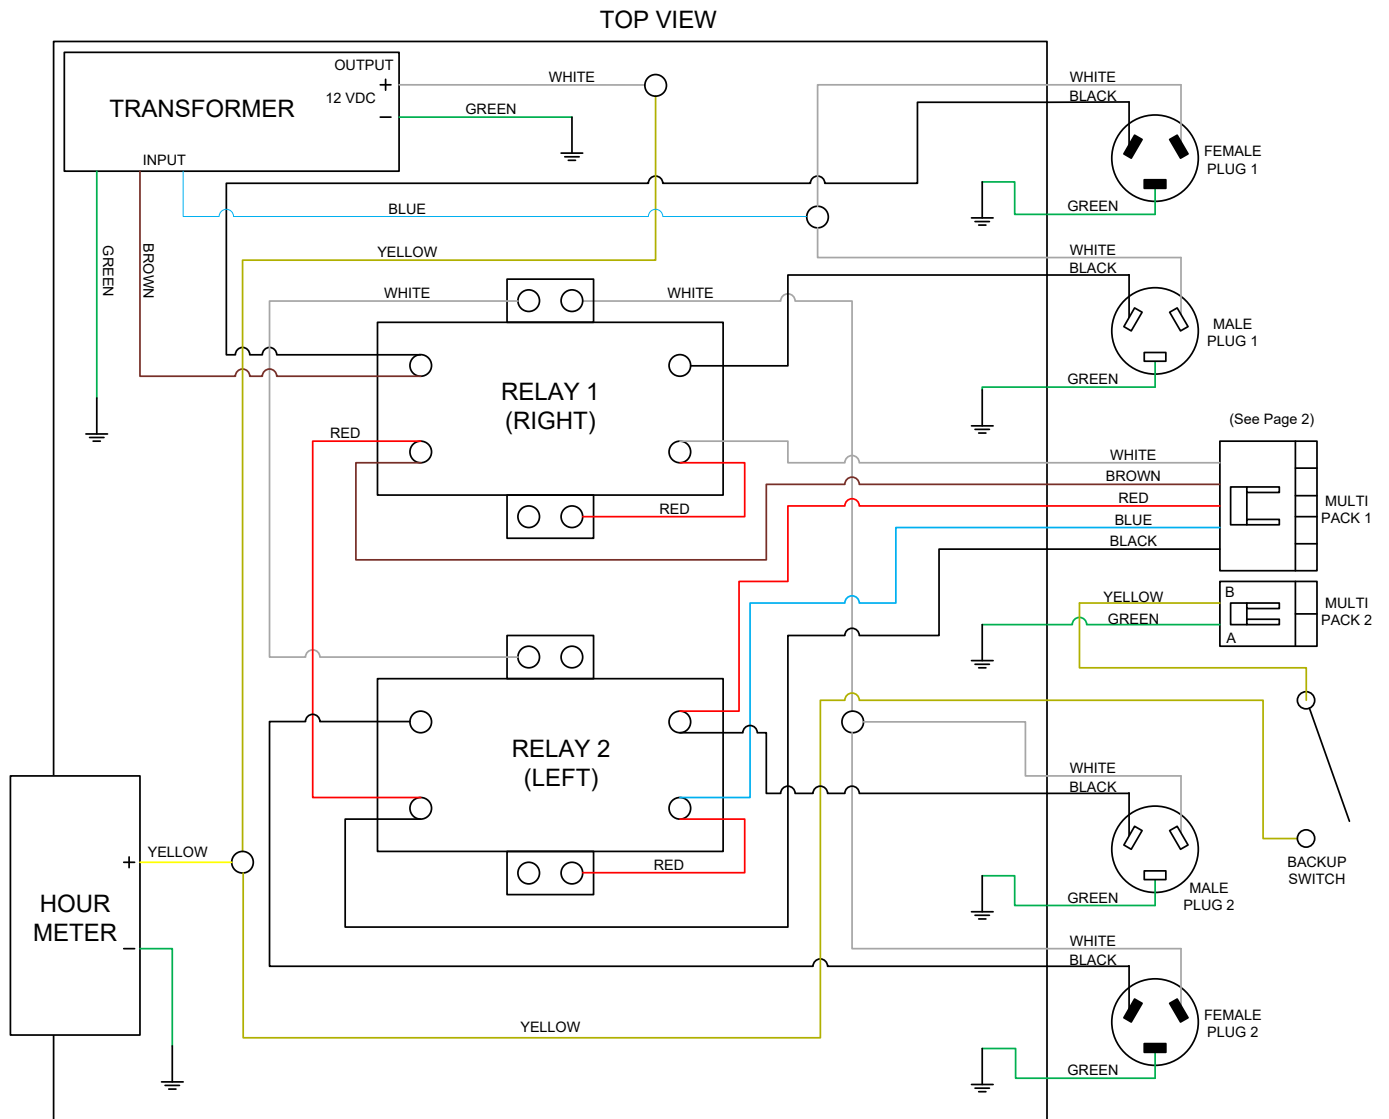 TOP VIEW
OUTPUT
+
12 VDC
−
TRANSFORMER
INPUT
WHITE
GREEN
WHITE
BLACK
FEMALE
PLUG 1
GREEN
BLUE
GREEN
BROWN
YELLOW
WHITE
BLACK
MALE
PLUG 1
GREEN
WHITE
WHITE
RELAY 1
(RIGHT)
RED
RED
(See Page 2)
WHITE
BROWN
RED
BLUE
BLACK
MULTI
PACK 1
YELLOW
GREEN
B
A
MULTI
PACK 2
RELAY 2
(LEFT)
RED
WHITE
BLACK
MALE
PLUG 2
GREEN
BACKUP
SWITCH
YELLOW
+
HOUR
METER
−
WHITE
BLACK
FEMALE
PLUG 2
GREEN
YELLOW